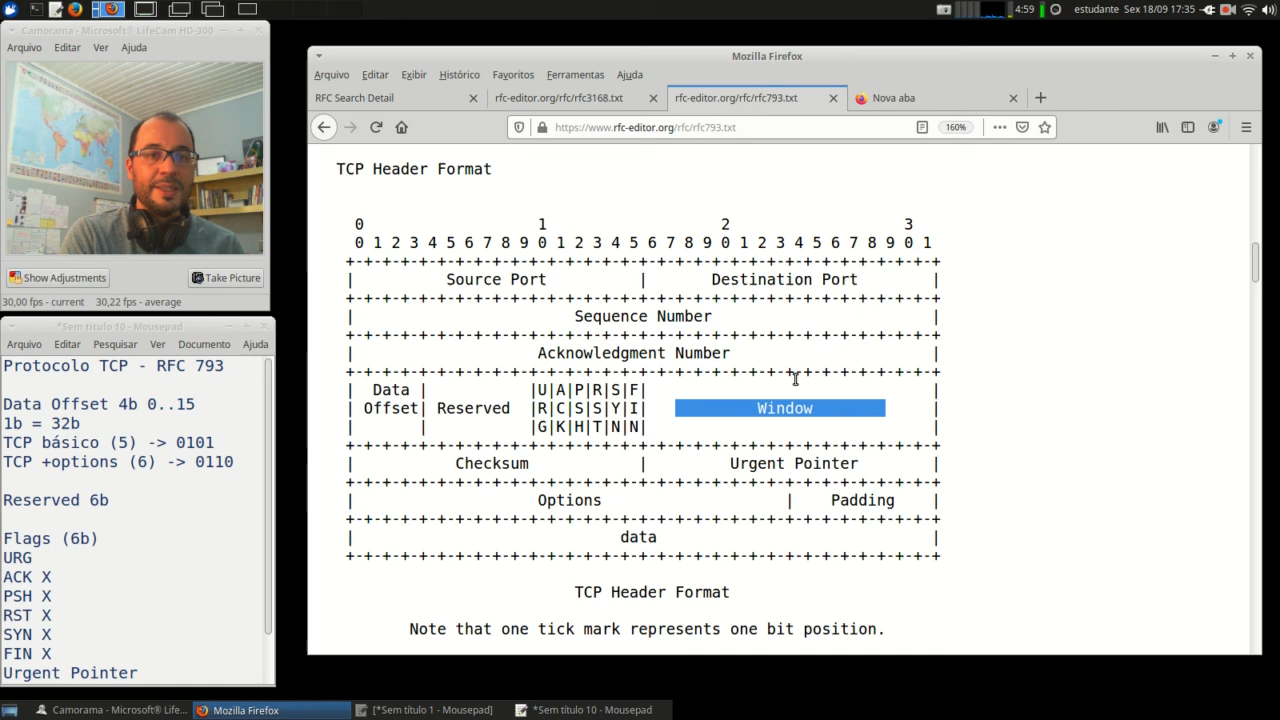 4:59 estudante Sex 18/09 17:35
Camorama - Microsoft® LifeCam HD-300
Arquivo Editar Ver Ajuda
Show Adjustments Take Picture
30,00 fps - current 30,22 fps - average
*Sem título 10 - Mousepad
Arquivo Editar Pesquisar Ver Documento Ajuda
Protocolo TCP - RFC 793
Data Offset 4b 0..15
1b = 32b
TCP básico (5) -> 0101
TCP +options (6) -> 0110
Reserved 6b
Flags (6b)
URG
ACK X
PSH X
RST X
SYN X
FIN X
Urgent Pointer
Mozilla Firefox
Arquivo Editar Exibir Histórico Favoritos Ferramentas Ajuda
RFC Search Detail rfc-editor.org/rfc/rfc3168.txt rfc-editor.org/rfc/rfc793.txt Nova aba
https://www.rfc-editor.org/rfc/rfc793.txt 160%
TCP Header Format
0                   1                   2                   3
0 1 2 3 4 5 6 7 8 9 0 1 2 3 4 5 6 7 8 9 0 1 2 3 4 5 6 7 8 9 0 1
+-+-+-+-+-+-+-+-+-+-+-+-+-+-+-+-+-+-+-+-+-+-+-+-+-+-+-+-+-+-+-+-+
|          Source Port          |       Destination Port        |
+-+-+-+-+-+-+-+-+-+-+-+-+-+-+-+-+-+-+-+-+-+-+-+-+-+-+-+-+-+-+-+-+
|                        Sequence Number                        |
+-+-+-+-+-+-+-+-+-+-+-+-+-+-+-+-+-+-+-+-+-+-+-+-+-+-+-+-+-+-+-+-+
|                    Acknowledgment Number                      |
+-+-+-+-+-+-+-+-+-+-+-+-+-+-+-+-+-+-+-+-+-+-+-+-+-+-+-+-+-+-+-+-+
|  Data |           |U|A|P|R|S|F|                               |
| Offset| Reserved  |R|C|S|S|Y|I|            Window             |
|       |           |G|K|H|T|N|N|                               |
+-+-+-+-+-+-+-+-+-+-+-+-+-+-+-+-+-+-+-+-+-+-+-+-+-+-+-+-+-+-+-+-+
|           Checksum            |         Urgent Pointer        |
+-+-+-+-+-+-+-+-+-+-+-+-+-+-+-+-+-+-+-+-+-+-+-+-+-+-+-+-+-+-+-+-+
|                    Options                    |    Padding    |
+-+-+-+-+-+-+-+-+-+-+-+-+-+-+-+-+-+-+-+-+-+-+-+-+-+-+-+-+-+-+-+-+
|                             data                              |
+-+-+-+-+-+-+-+-+-+-+-+-+-+-+-+-+-+-+-+-+-+-+-+-+-+-+-+-+-+-+-+-+
TCP Header Format
Note that one tick mark represents one bit position.
Camorama - Microsoft® Life... Mozilla Firefox [*Sem título 1 - Mousepad] *Sem título 10 - Mousepad